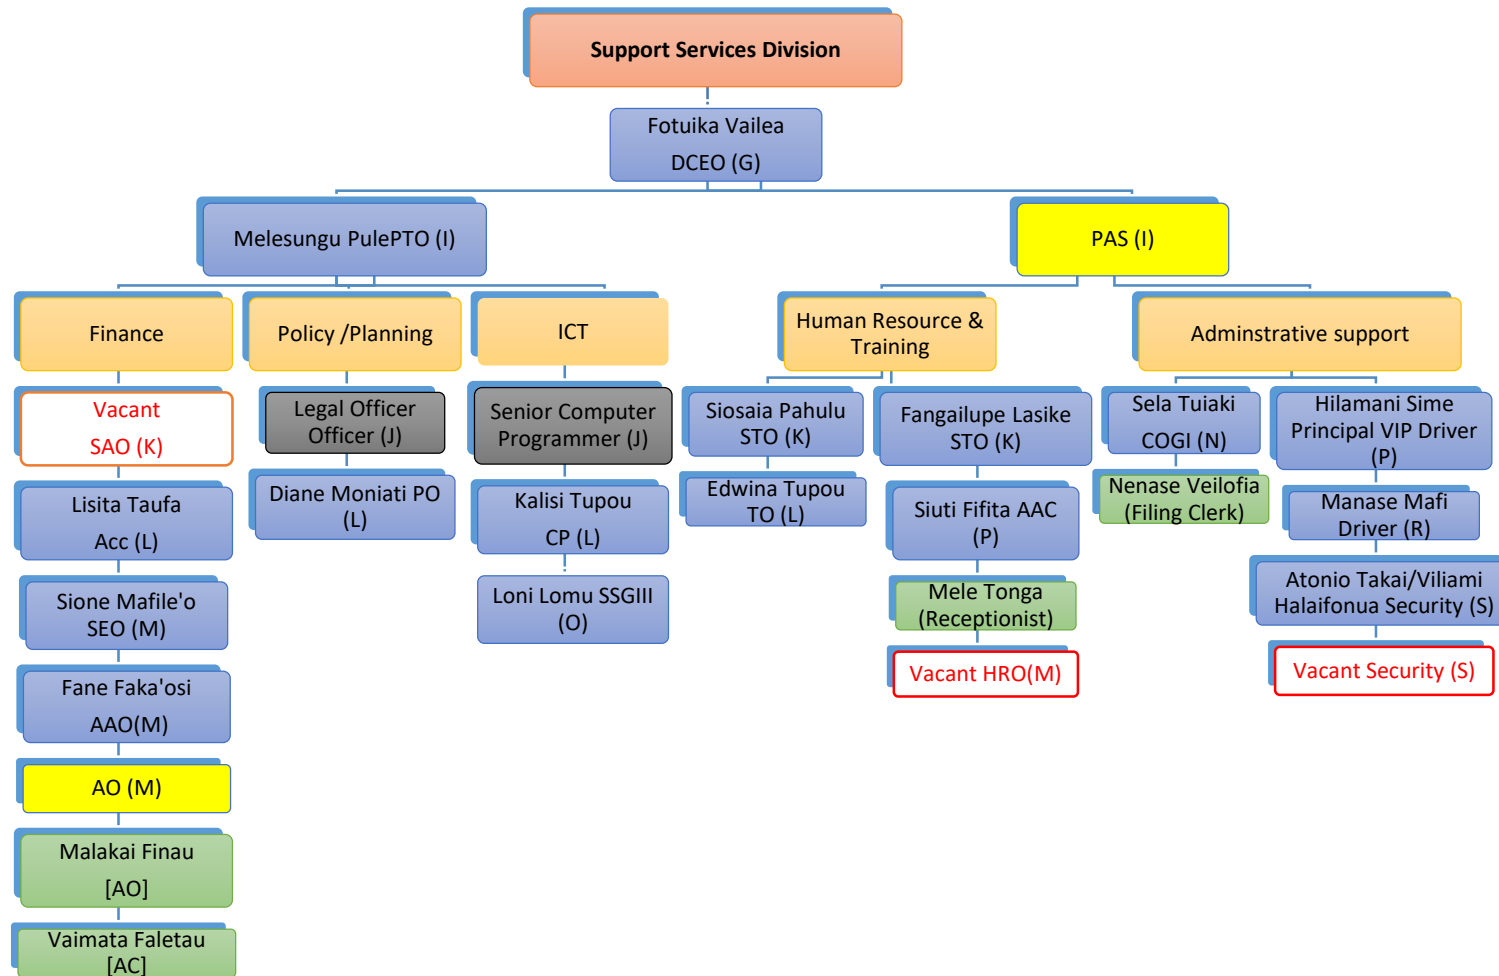 Support Services Division
Fotuika Vailea
DCEO (G)
Melesungu PulePTO (I)
PAS (I)
Finance
Policy /Planning
ICT
Human Resource &
Training
Adminstrative support
Vacant
SAO (K)
Legal Officer
Officer (J)
Senior Computer
Programmer (J)
Siosaia Pahulu
STO (K)
Fangailupe Lasike
STO (K)
Sela Tuiaki
COGI (N)
Hilamani Sime
Principal VIP Driver
(P)
Lisita Taufa
Acc (L)
Diane Moniati PO
(L)
Kalisi Tupou
CP (L)
Edwina Tupou
TO (L)
Siuti Fifita AAC
(P)
Nenase Veilofia
(Filing Clerk)
Manase Mafi
Driver (R)
Sione Mafile'o
SEO (M)
Loni Lomu SSGIII
(O)
Mele Tonga
(Receptionist)
Atonio Takai/Viliami
Halaifonua Security (S)
Fane Faka'osi
AAO(M)
Vacant HRO(M)
Vacant Security (S)
AO (M)
Malakai Finau
[AO]
Vaimata Faletau
[AC]